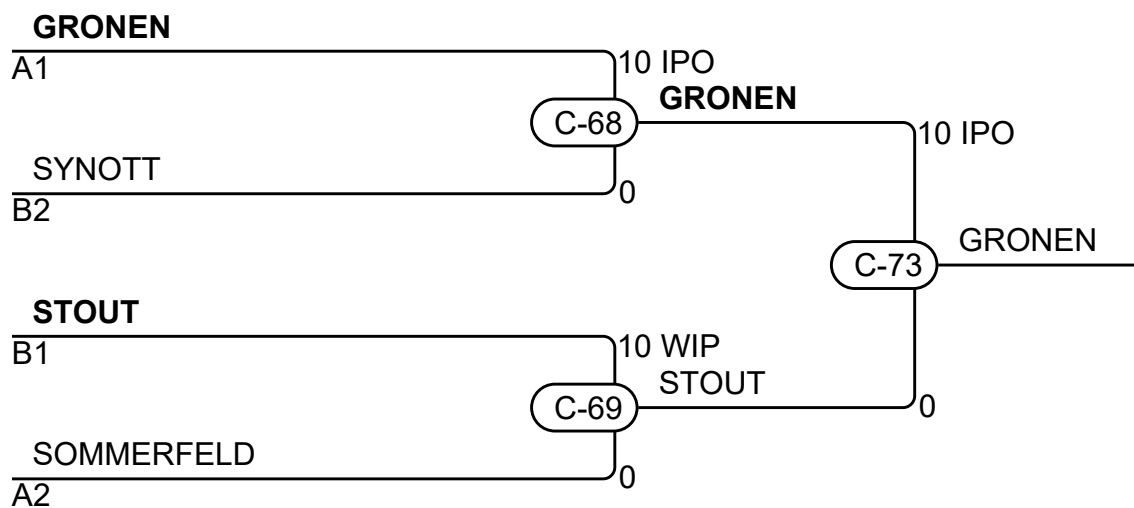 GRONEN
A1
10 IPO
GRONEN
C-68
10 IPO
SYNOTT
B2
0
GRONEN
C-73
STOUT
B1
10 WIP
STOUT
C-69
0
SOMMERFELD
A2
0